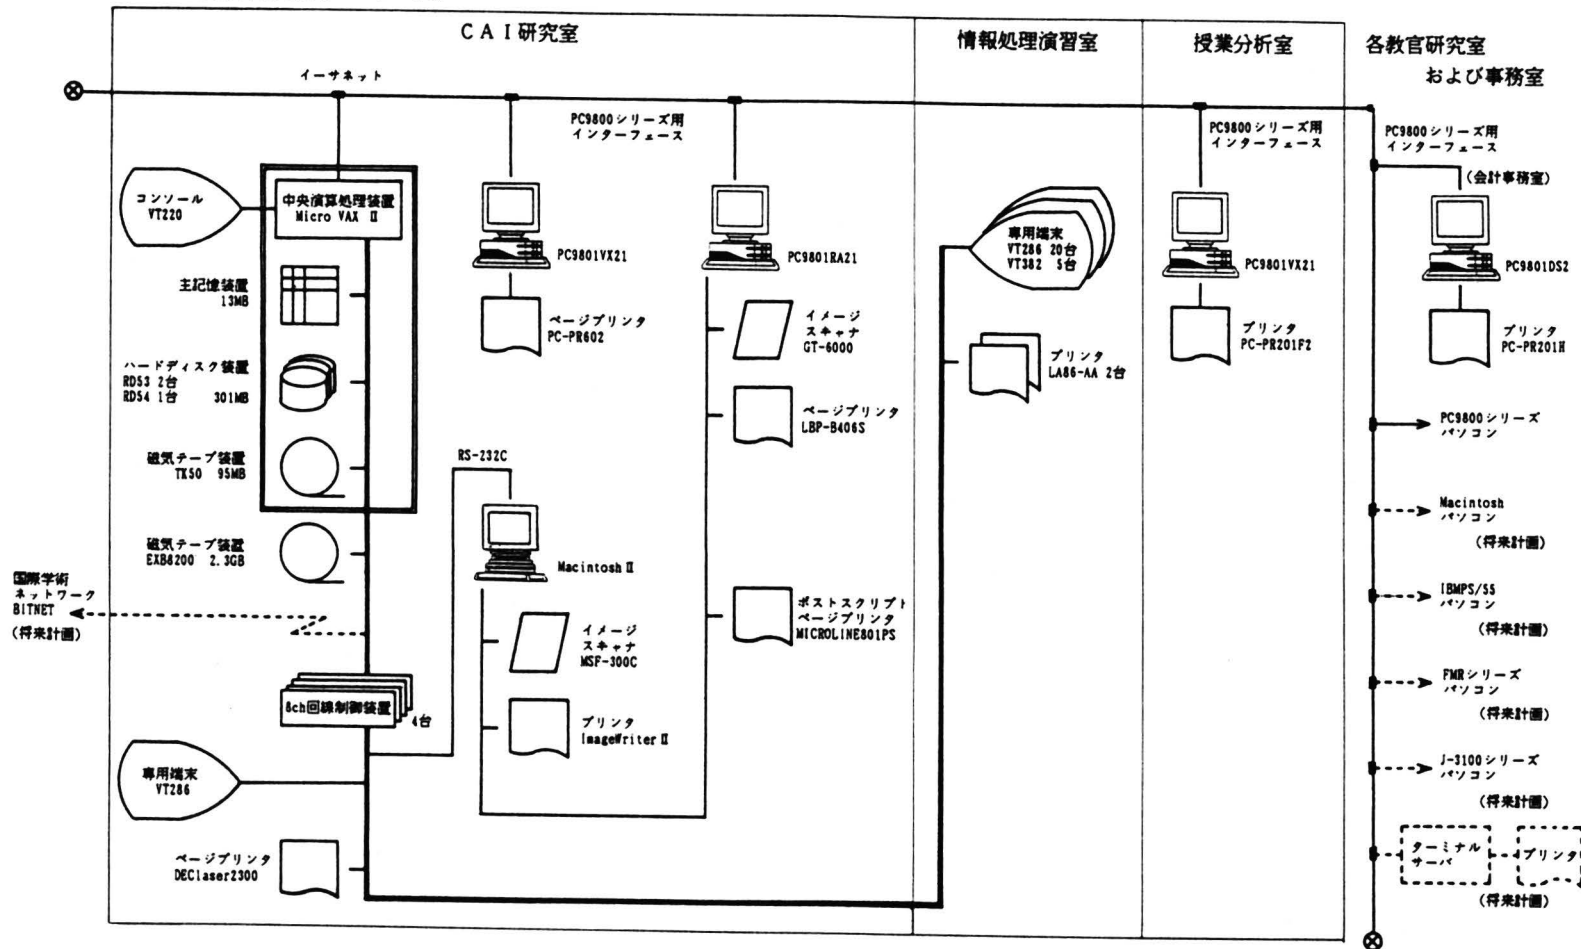 CAI研究室
情報処理演習室
授業分析室
各教官研究室
および事務室
イーサネット
PC9800シリーズ用
インターフェース
PC9800シリーズ用
インターフェース
PC9800シリーズ用
インターフェース
(会計事務室)
コンソール
VT220
中央演算処理装置
Micro VAX Ⅱ
PC9801VX21
PC9801RA21
専用端末
VT286 20台
VT382 5台
PC9801VX21
PC9801DS2
主記憶装置
13MB
ページプリンタ
PC-PR602
イメージ
スキャナ
GT-6000
プリンタ
LA86-AA 2台
プリンタ
PC-PR201F2
プリンタ
PC-PR201H
ハードディスク装置
RD53 2台
RD54 1台 301MB
ページプリンタ
LBP-B406S
PC9800シリーズ
パソコン
磁気テープ装置
TK50 95MB
RS-232C
Macintosh
パソコン
(将来計画)
磁気テープ装置
EXB8200 2.3GB
MacintoshⅡ
国際学術
ネットワーク
BITNET
(将来計画)
イメージ
スキャナ
MSF-300C
ポストスクリプト
ページプリンタ
MICROLINE801PS
IBMPS/55
パソコン
(将来計画)
8ch回線制御装置
4台
プリンタ
ImageWriterⅡ
FMRシリーズ
パソコン
(将来計画)
専用端末
VT286
J-3100シリーズ
パソコン
(将来計画)
ページプリンタ
DEClaser2300
ターミナル
サーバ
プリンタ
(将来計画)